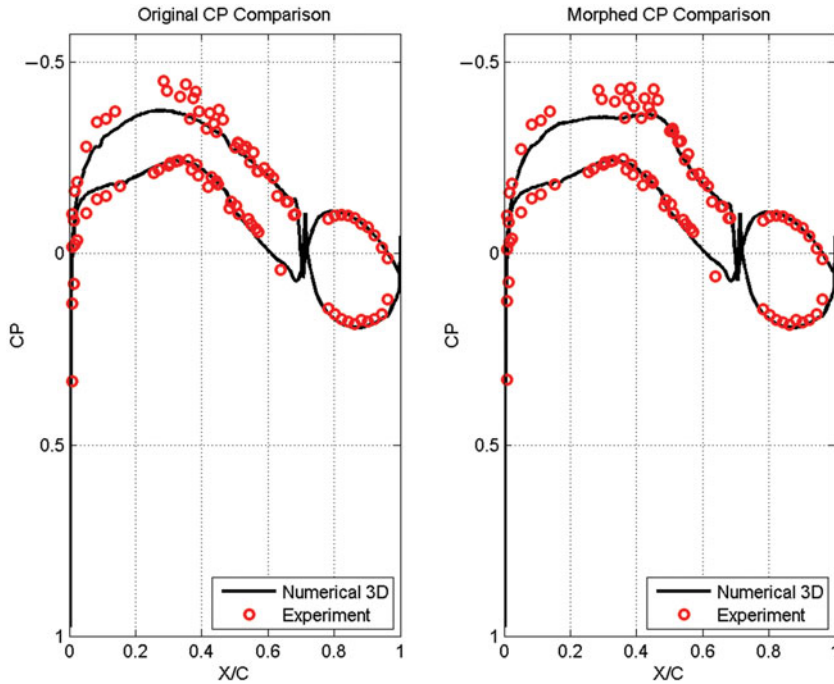 Original CP Comparison
−0.5
0
0.5
1
CP
0 0.2 0.4 0.6 0.8 1
X/C
Numerical 3D
Experiment
Morphed CP Comparison
−0.5
0
0.5
1
CP
0 0.2 0.4 0.6 0.8 1
X/C
Numerical 3D
Experiment